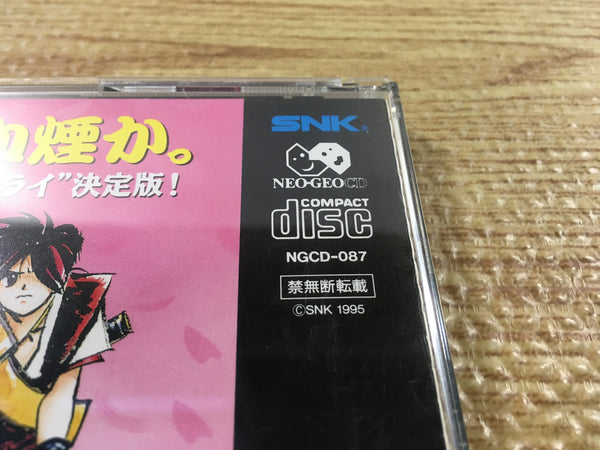 煙か。
ライ"決定版!
SNK
NEO・GEO CD
COMPACT
disc
NGCD-087
禁無断転載
©SNK 1995